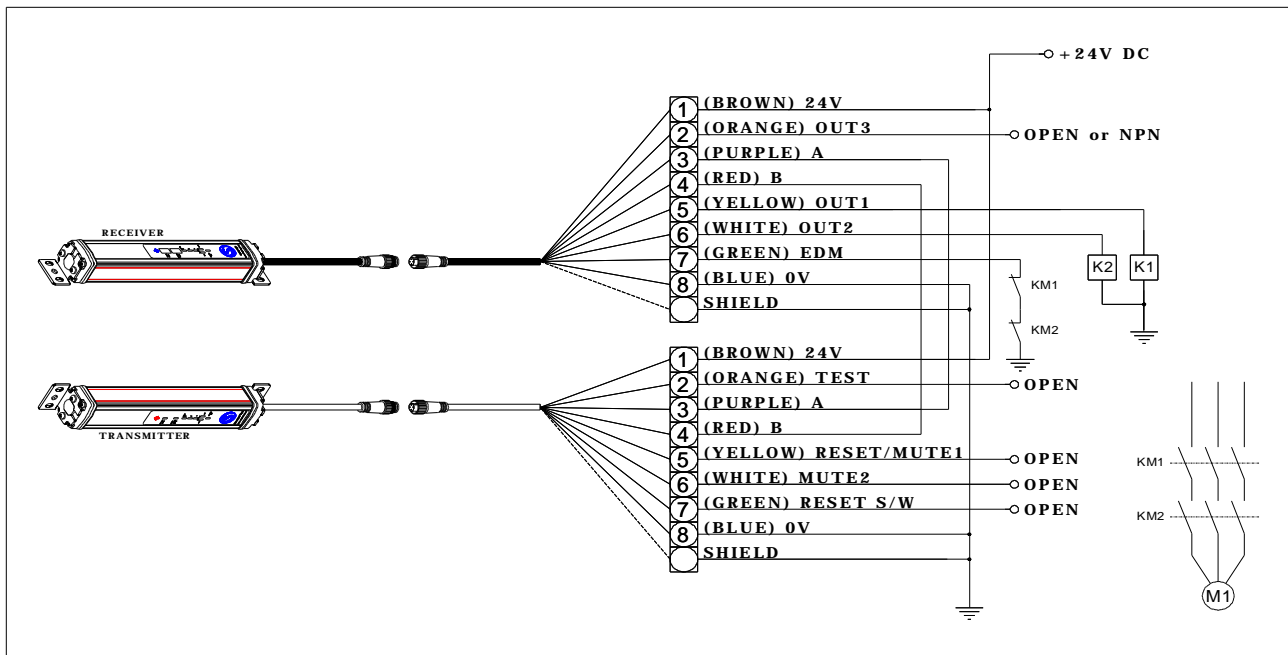 +24V DC
1 (BROWN) 24V
2 (ORANGE) OUT3 OPEN or NPN
3 (PURPLE) A
4 (RED) B
5 (YELLOW) OUT1
RECEIVER
6 (WHITE) OUT2
7 (GREEN) EDM
K2 K1
8 (BLUE) 0V
KM1
SHIELD
KM2
1 (BROWN) 24V
2 (ORANGE) TEST OPEN
3 (PURPLE) A
4 (RED) B
TRANSMITTER
5 (YELLOW) RESET/MUTE1 OPEN
KM1
6 (WHITE) MUTE2 OPEN
7 (GREEN) RESET S/W OPEN
KM2
8 (BLUE) 0V
SHIELD
M1